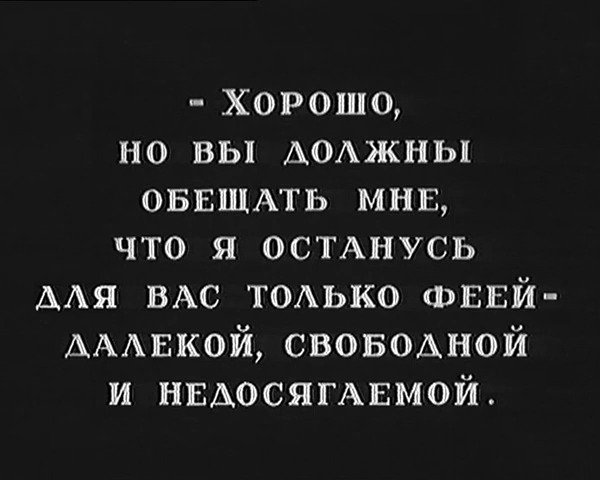 - ХОРОШО,
НО ВЫ ДОЛЖНЫ
ОБЕЩАТЬ МНЕ,
ЧТО Я ОСТАНУСЬ
ДЛЯ ВАС ТОЛЬКО ФЕЕЙ-
ДАЛЕКОЙ, СВОБОДНОЙ
И НЕДОСЯГАЕМОЙ.